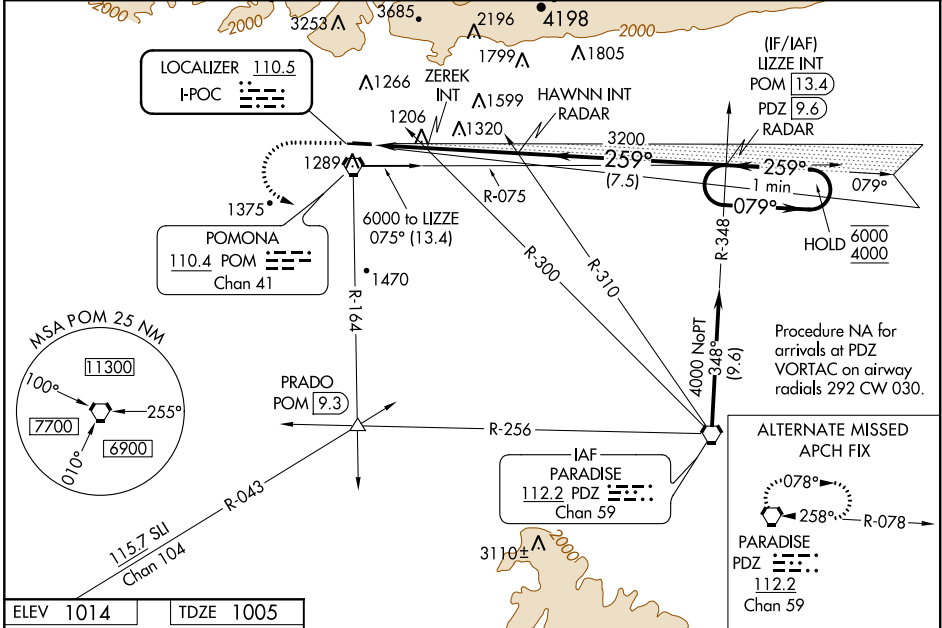 2000
3253
3685
2196
4198
2000
1799
1805
LOCALIZER 110.5
I-POC
1266
ZEREK
INT
1599
1206
1320
HAWNN INT
RADAR
(IF/IAF)
LIZZE INT
POM 13.4
PDZ 9.6
RADAR
3200
259°
(7.5)
259°
1 min
079°
079°
HOLD 6000
4000
1289
R-075
6000 to LIZZE
075° (13.4)
1375
POMONA
110.4 POM
Chan 41
1470
R-164
R-300
R-310
R-348
4000 NoPT
348°
(9.6)
Procedure NA for
arrivals at PDZ
VORTAC on airway
radials 292 CW 030.
MSA POM 25 NM
11300
100°
255°
7700
6900
010°
PRADO
POM 9.3
R-256
R-043
115.7 SLI
Chan 104
IAF
PARADISE
112.2 PDZ
Chan 59
3110±
2000
ALTERNATE MISSED
APCH FIX
078°
258°
R-078
PARADISE
PDZ
112.2
Chan 59
ELEV 1014
TDZE 1005